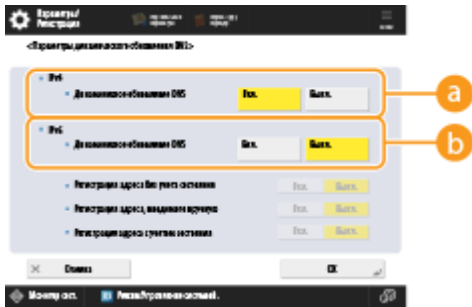 Параметры/
Регистрация
<Параметры динамического обновления DNS>
IPv4
Динамическое обновление DNS
Вкл.
Выкл.
a
IPv6
Динамическое обновление DNS
Вкл.
Выкл.
b
Регистрация адреса без учета состояния
Вкл.
Выкл.
Регистрация адреса, введенного вручную
Вкл.
Выкл.
Регистрация адреса с учетом состояния
Вкл.
Выкл.
Отмена
OK
Монитор сост.